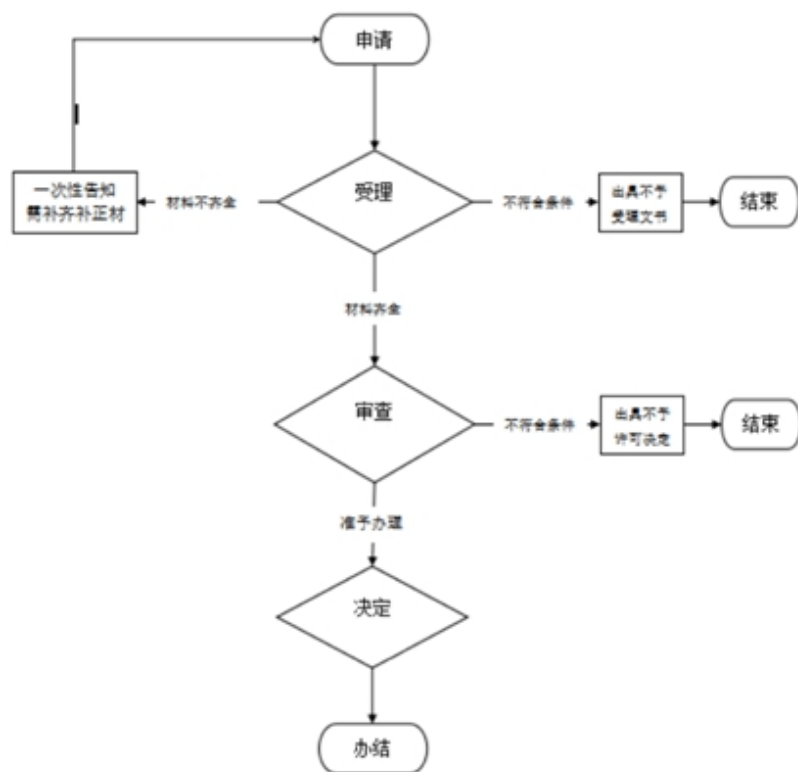 申请
一次性告知
需补齐补正材
材料不齐全
受理
不符合条件
出具不予
受理文书
结束
材料齐全
审查
不符合条件
出具不予
许可决定
结束
准予办理
决定
办结